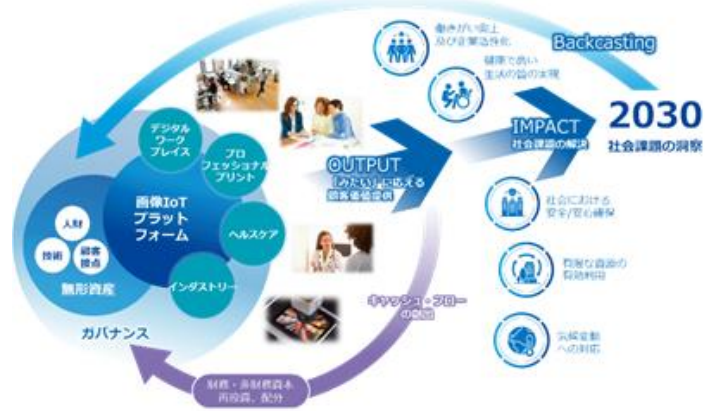 働きがい向上
及び企業活性化
Backcasting
健康で高い
生活の質の実現
2030
社会課題の洞察
IMPACT
社会課題の解決
OUTPUT
「みたい」に応える
顧客価値提供
デジタル
ワーク
プレイス
プロ
フェッショナル
プリント
画像IoT
プラット
フォーム
ヘルスケア
インダストリー
人財
技術
顧客
接点
無形資産
ガバナンス
社会における
安全/安心確保
有限な資源の
有効利用
気候変動
への対応
キャッシュ・フロー
の創出
財務・非財務資本
再投資、配分